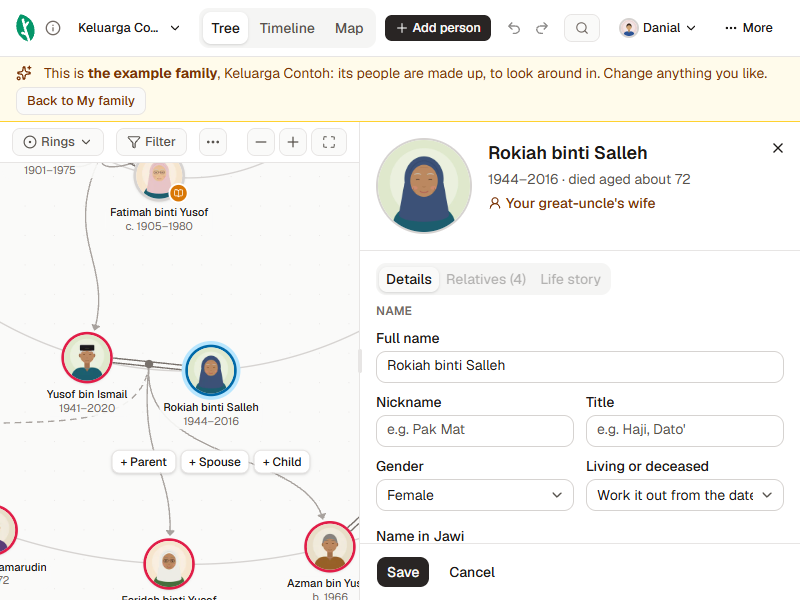 Keluarga Co...
Tree
Timeline
Map
+ Add person
Danial
... More
This is the example family, Keluarga Contoh: its people are made up, to look around in. Change anything you like.
Back to My family
Rings
Filter
...
1901–1975
Fatimah binti Yusof
c. 1905–1980
Yusof bin Ismail
1941–2020
Rokiah binti Salleh
1944–2016
+ Parent
+ Spouse
+ Child
amarudin
72
Faridah binti Yusof
Azman bin Yus
b. 1966
Rokiah binti Salleh
1944–2016 · died aged about 72
Your great-uncle's wife
Details
Relatives (4)
Life story
NAME
Full name
Rokiah binti Salleh
Nickname
Title
e.g. Pak Mat
e.g. Haji, Dato'
Gender
Living or deceased
Female
Work it out from the date
Name in Jawi
Save
Cancel